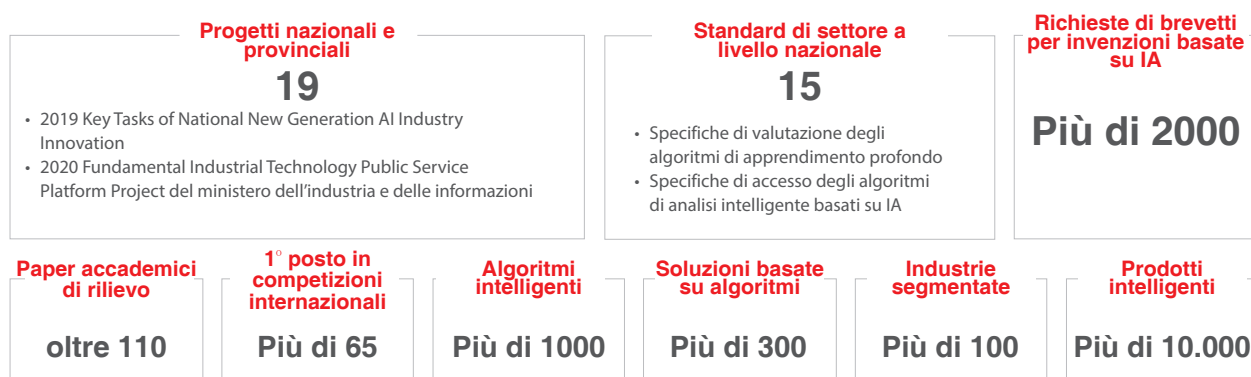 Progetti nazionali e
provinciali
19
• 2019 Key Tasks of National New Generation AI Industry
Innovation
• 2020 Fundamental Industrial Technology Public Service
Platform Project del ministero dell'industria e delle informazioni
Standard di settore a
livello nazionale
15
• Specifiche di valutazione degli
algoritmi di apprendimento profondo
• Specifiche di accesso degli algoritmi
di analisi intelligente basati su IA
Richieste di brevetti
per invenzioni basate
su IA
Più di 2000
Paper accademici
di rilievo
oltre 110
1° posto in
competizioni
internazionali
Più di 65
Algoritmi
intelligenti
Più di 1000
Soluzioni basate
su algoritmi
Più di 300
Industrie
segmentate
Più di 100
Prodotti
intelligenti
Più di 10.000